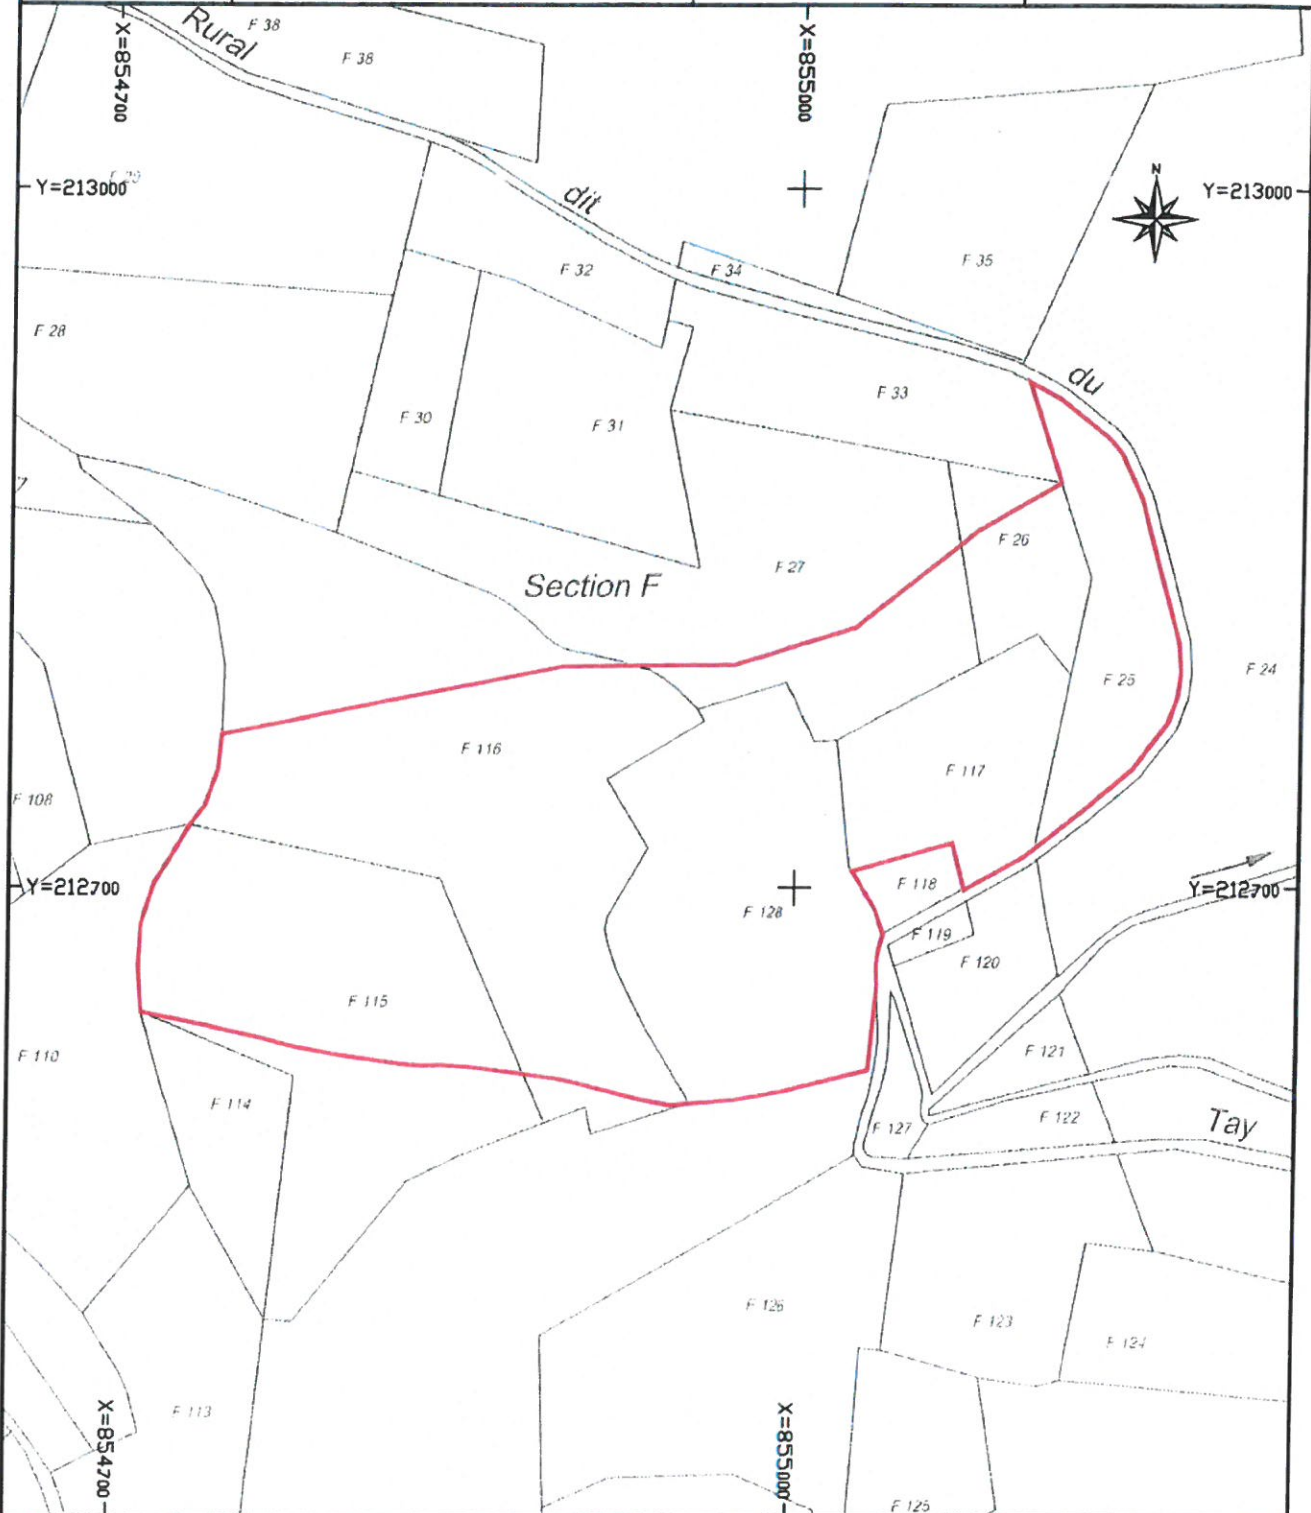 X=854700
Rural
F 38
F 38
X=855000
Y=213000
F 29
Y=213000
N
dit
F 32
F 34
F 35
F 28
du
F 33
F 30
F 31
F 26
F 27
Section F
F 25
F 24
F 116
F 117
F 108
Y=212700
F 118
Y=212700
F 128
F 119
F 120
F 115
F 110
F 121
F 114
F 122
Tay
F 127
F 126
F 123
F 124
X=854700
F 113
X=855000
F 125